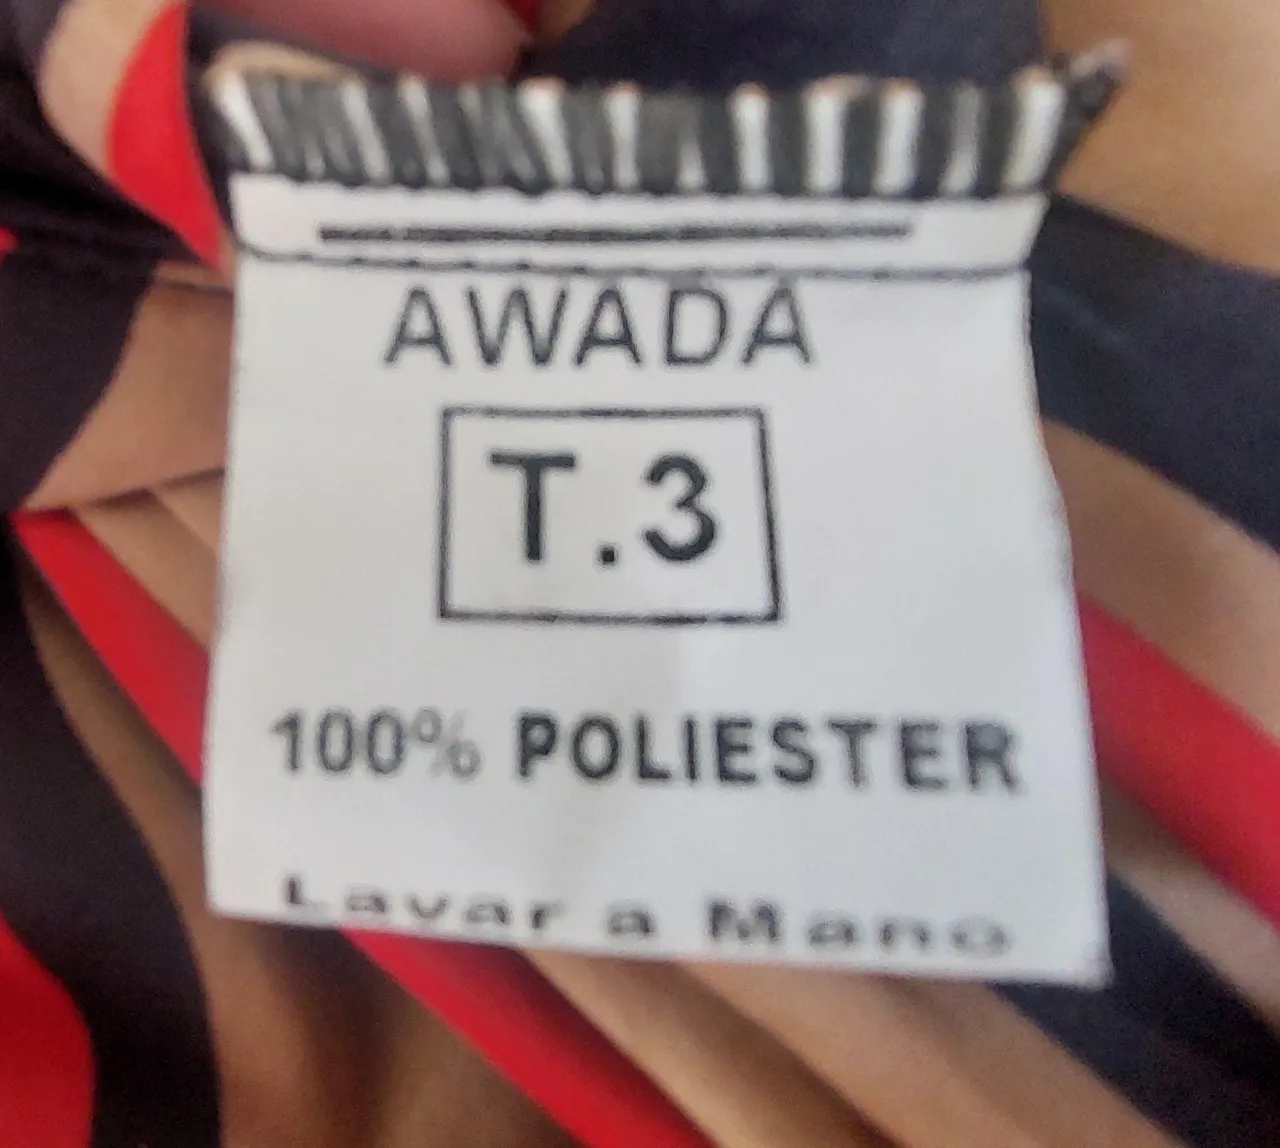 AWADA
T.3
100% POLIESTER
Lavar a Mano